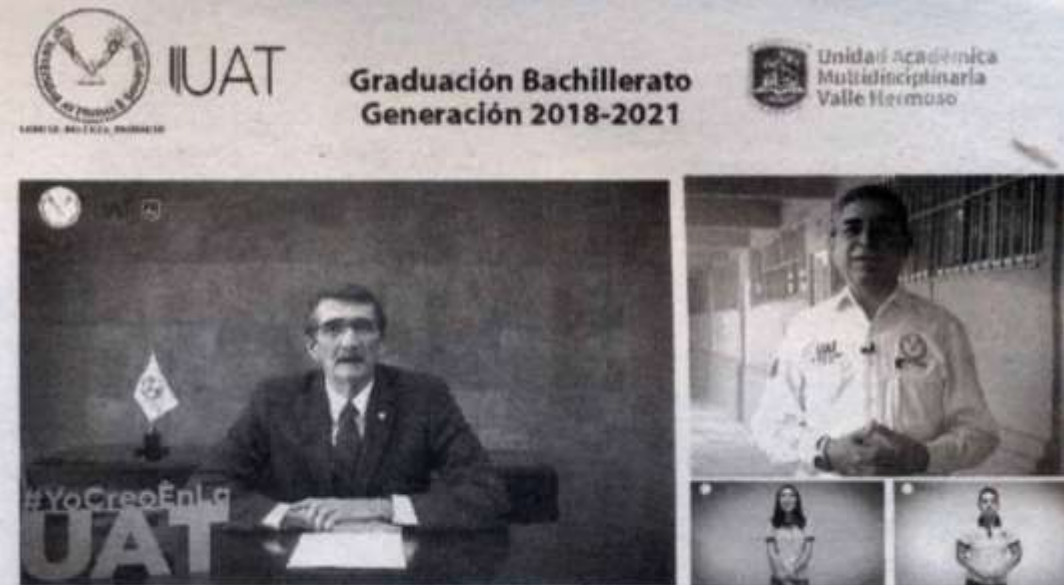 UAT
Graduación Bachillerato
Generación 2018-2021
Unidad Académica
Multidisciplinaria
Valle Hermoso
#YoCreoEnLa
UAT